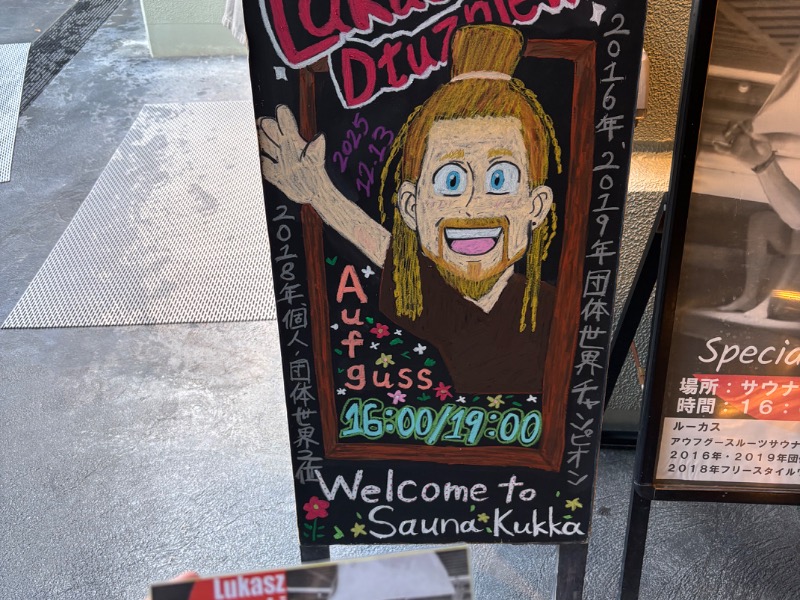 Dłuzniew
2025
12.13
2016年、2019年団体世界チャンピオン
2018年個人・団体世界2位
Aufguss
16:00/19:00
Welcome to
Sauna Kukka
Specia
場所：サウナ
時間：16：
ルーカス
アウフグースルーツサウナ
2016年・2019年団
2018年フリースタイル
Lukasz